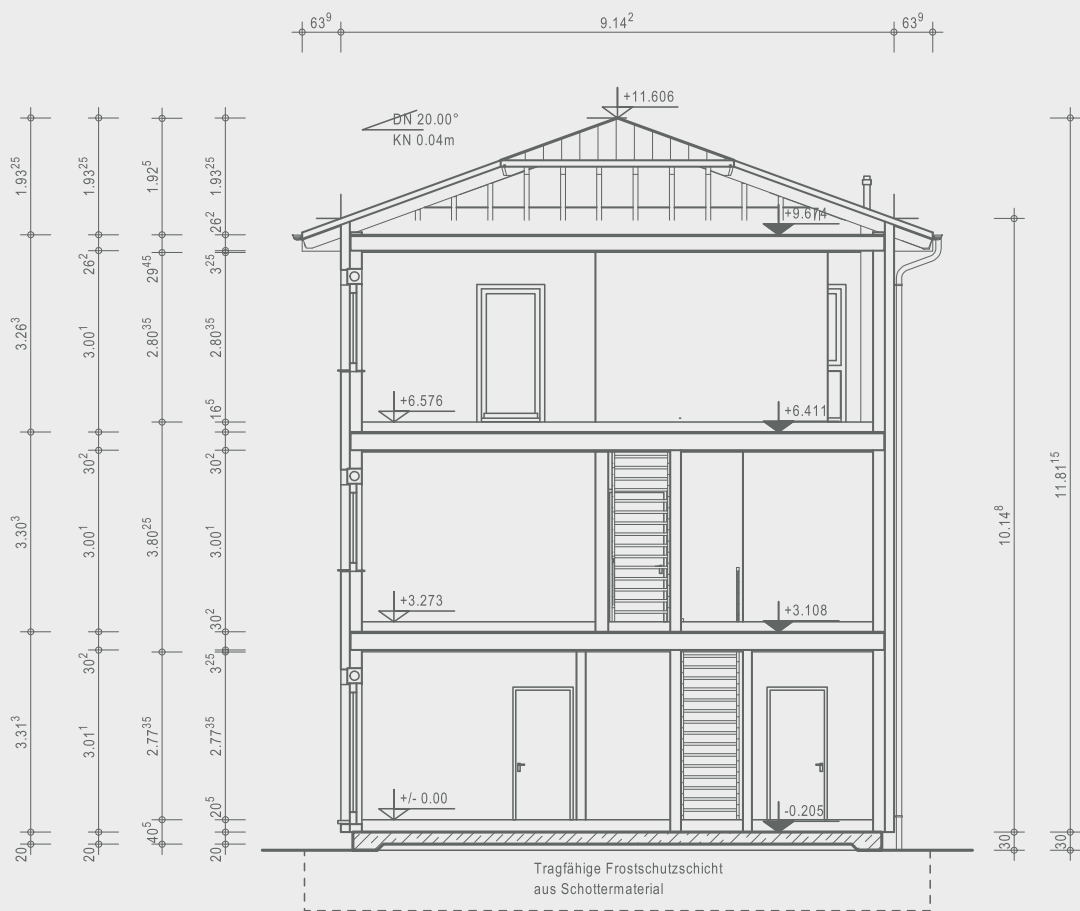 63⁹ 9.14² 63⁹
+11.606
DN 20.00°
KN 0.04m
1.93²⁵ 1.93²⁵ 1.92⁵ 1.93²⁵
+9.674
26²
26² 29⁴⁵ 3²⁵
3.26³ 3.00¹ 2.80³⁵ 2.80³⁵
+6.576 +6.411
16⁵
30² 30²
11.81¹⁵
10.14⁸
3.30³ 3.00¹ 3.80²⁵ 3.00¹
+3.273 +3.108
30²
30² 3²⁵
3.31³ 3.01¹ 2.77³⁵ 2.77³⁵
+/- 0.00 -0.205
20⁵
40⁵
20 20 30 30
Tragfähige Frostschutzschicht
aus Schottermaterial